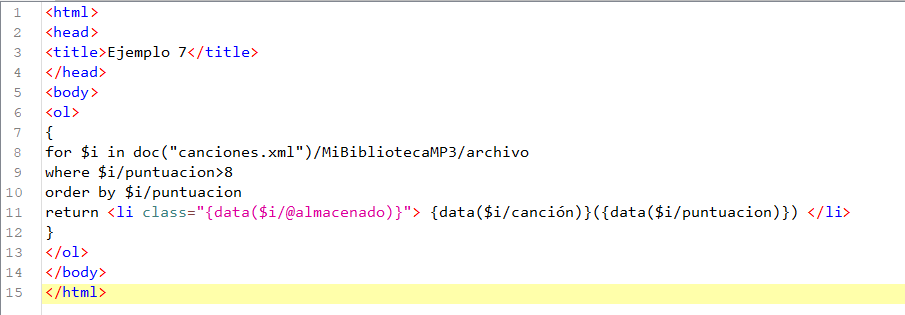 1 <html>
2 <head>
3 <title>Ejemplo 7</title>
4 </head>
5 <body>
6 <ol>
7 {
8 for $i in doc("canciones.xml")/MiBibliotecaMP3/archivo
9 where $i/puntuacion>8
10 order by $i/puntuacion
11 return <li class="{data($i/@almacenado)}"> {data($i/canción)}({data($i/puntuacion)}) </li>
12 }
13 </ol>
14 </body>
15 </html>